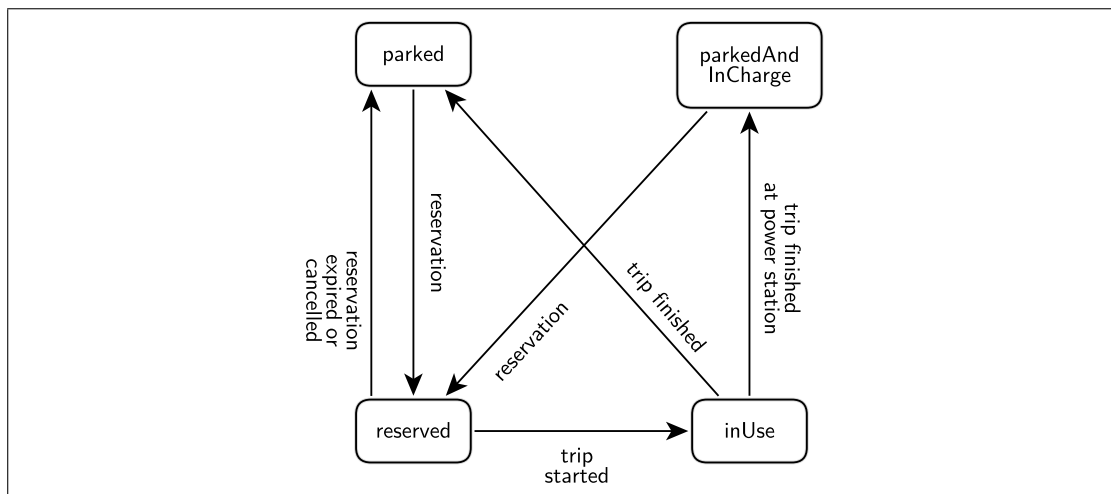 parked
parkedAnd
InCharge
reservation
trip finished
at power station
reservation
expired or
cancelled
trip finished
reservation
reserved
inUse
trip
started